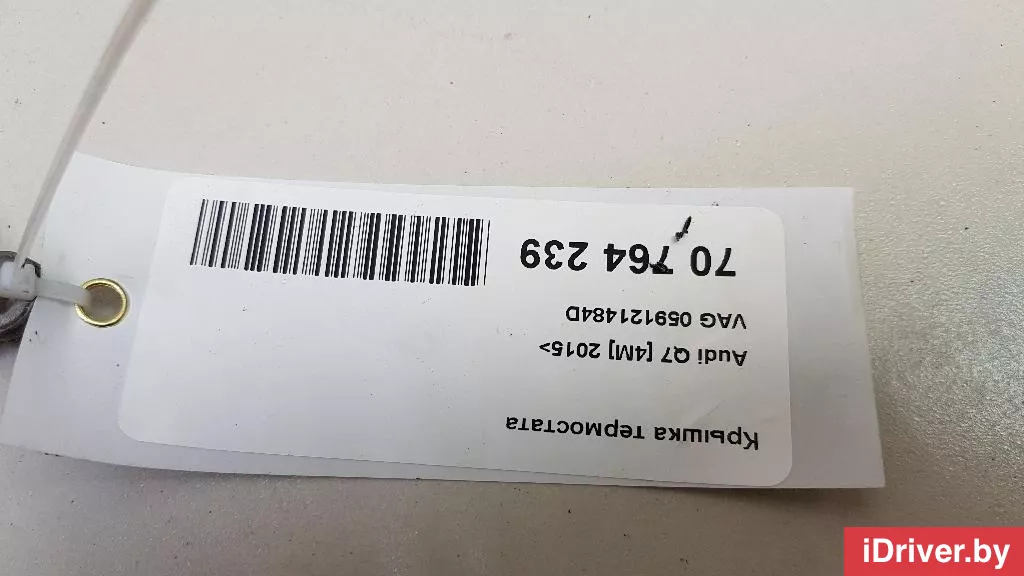 Крышка термостата
Audi Q7 [4M] 2015>
VAG 059121484D
70 764 239
iDriver.by